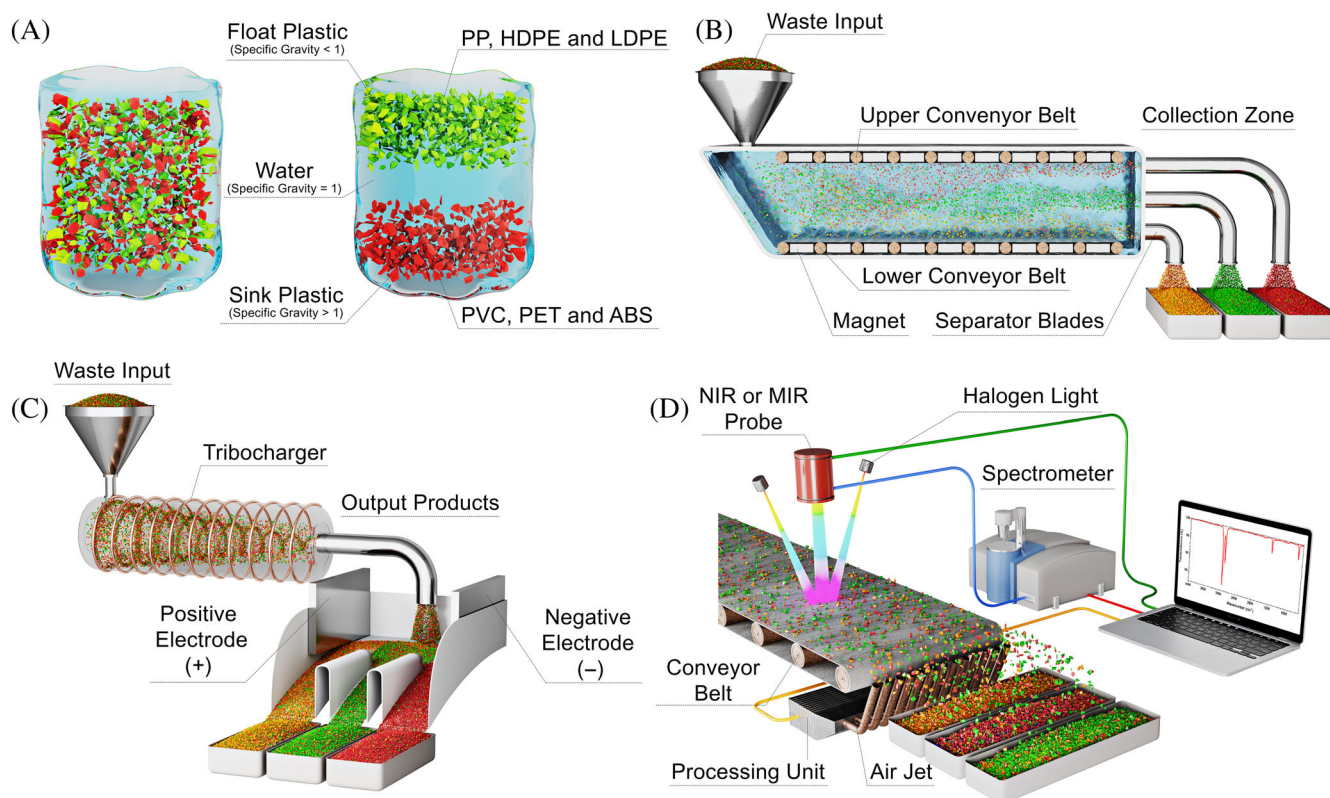 (A)
Float Plastic
(Specific Gravity < 1)
PP, HDPE and LDPE
Water
(Specific Gravity = 1)
Sink Plastic
(Specific Gravity > 1)
PVC, PET and ABS
(B)
Waste Input
Upper Convenyor Belt
Collection Zone
Lower Conveyor Belt
Magnet
Separator Blades
(C)
Waste Input
Tribocharger
Output Products
Positive
Electrode
(+)
Negative
Electrode
(–)
(D)
NIR or MIR
Probe
Halogen Light
Spectrometer
Conveyor
Belt
Processing Unit
Air Jet